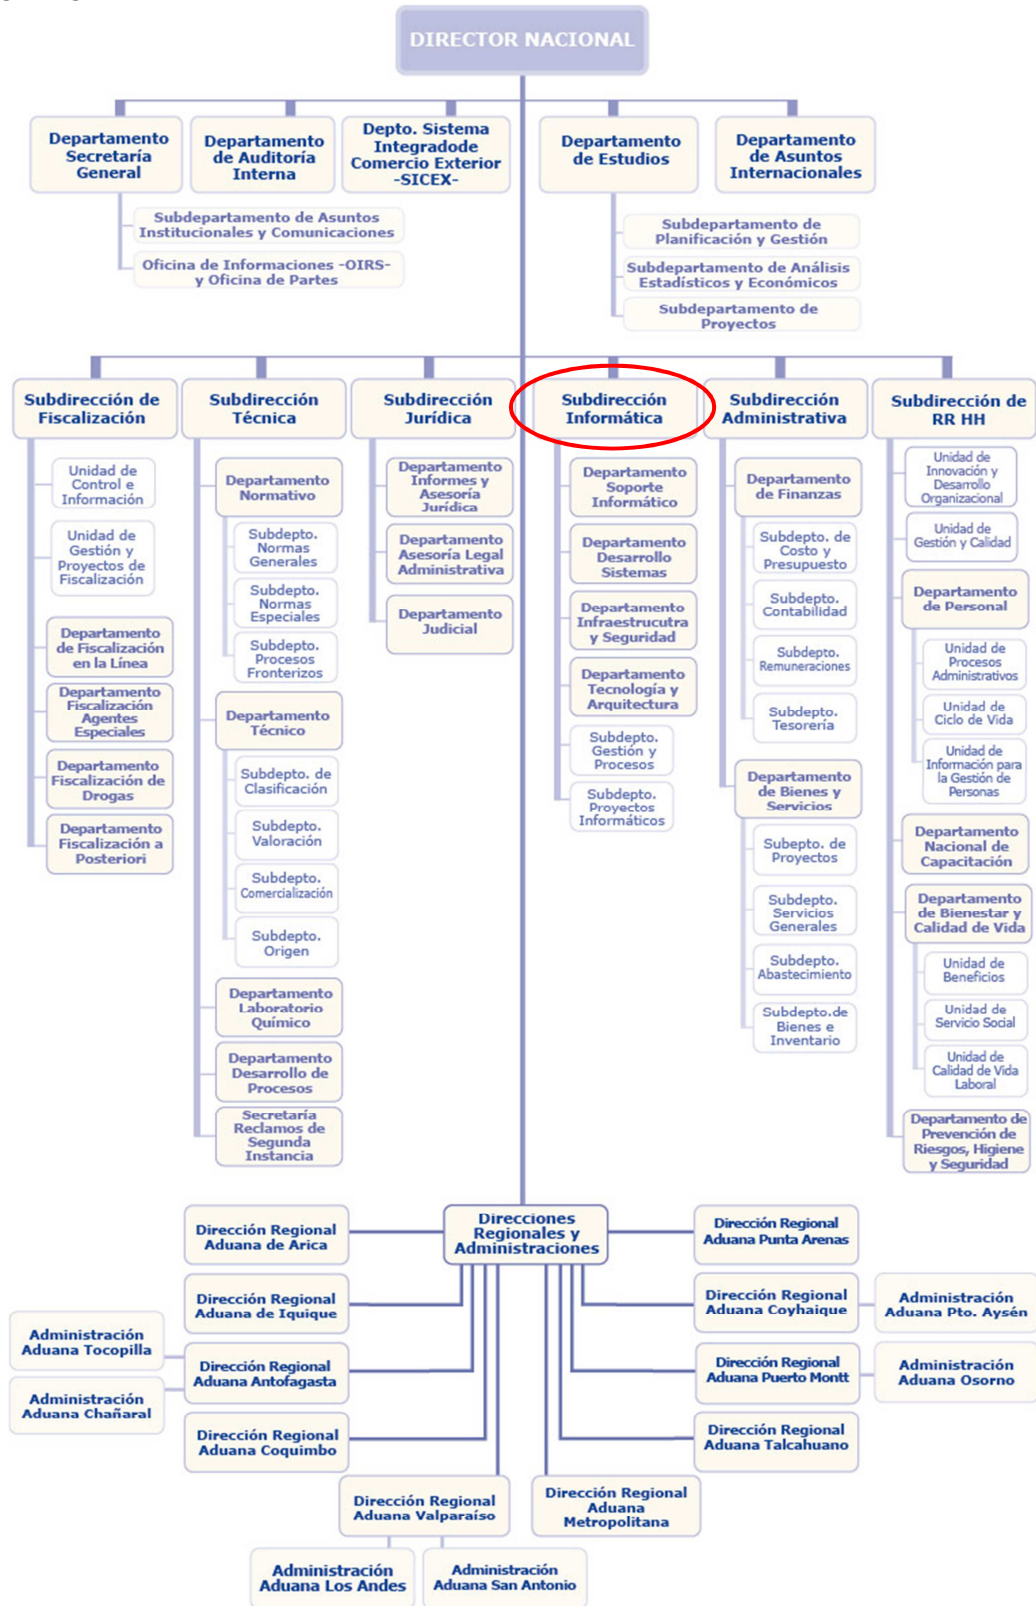 DIRECTOR NACIONAL
Departamento
Secretaría
General
Departamento
de Auditoría
Interna
Depto. Sistema
Integradode
Comercio Exterior
-SICEX-
Departamento
de Estudios
Departamento
de Asuntos
Internacionales
Subdepartamento de Asuntos
Institucionales y Comunicaciones
Oficina de Informaciones -OIRS-
y Oficina de Partes
Subdepartamento de
Planificación y Gestión
Subdepartamento de Análisis
Estadísticos y Económicos
Subdepartamento de
Proyectos
Subdirección de
Fiscalización
Unidad de
Control e
Información
Unidad de
Gestión y
Proyectos de
Fiscalización
Departamento
de Fiscalización
en la Línea
Departamento
Fiscalización
Agentes
Especiales
Departamento
Fiscalización de
Drogas
Departamento
Fiscalización a
Posteriori
Subdirección
Técnica
Departamento
Normativo
Subdepto.
Normas
Generales
Subdepto.
Normas
Especiales
Subdepto.
Procesos
Fronterizos
Departamento
Técnico
Subdepto. de
Clasificación
Subdepto.
Valoración
Subdepto.
Comercialización
Subdepto.
Origen
Departamento
Laboratorio
Químico
Departamento
Desarrollo de
Procesos
Secretaría
Reclamos de
Segunda
Instancia
Subdirección
Jurídica
Departamento
Informes y
Asesoría
Jurídica
Departamento
Asesoría Legal
Administrativa
Departamento
Judicial
Subdirección
Informática
Departamento
Soporte
Informático
Departamento
Desarrollo
Sistemas
Departamento
Infraestrucutra
y Seguridad
Departamento
Tecnología y
Arquitectura
Subdepto.
Gestión y
Procesos
Subdepto.
Proyectos
Informáticos
Subdirección
Administrativa
Departamento
de Finanzas
Subdepto. de
Costo y
Presupuesto
Subdepto.
Contabilidad
Subdepto.
Remuneraciones
Subdepto.
Tesorería
Departamento
de Bienes y
Servicios
Subepto. de
Proyectos
Subdepto.
Servicios
Generales
Subdepto.
Abastecimiento
Subdepto.de
Bienes e
Inventario
Subdirección de
RR HH
Unidad de
Innovación y
Desarrollo
Organizacional
Unidad de
Gestión y Calidad
Departamento
de Personal
Unidad de
Procesos
Administrativos
Unidad de
Ciclo de Vida
Unidad de
Información para
la Gestión de
Personas
Departamento
Nacional de
Capacitación
Departamento
de Bienestar y
Calidad de Vida
Unidad de
Beneficios
Unidad de
Servicio Social
Unidad de
Calidad de Vida
Laboral
Departamento de
Prevención de
Riesgos, Higiene
y Seguridad
Direcciones
Regionales y
Administraciones
Dirección Regional
Aduana de Arica
Dirección Regional
Aduana Punta Arenas
Dirección Regional
Aduana de Iquique
Dirección Regional
Aduana Coyhaique
Administración
Aduana Pto. Aysén
Administración
Aduana Tocopilla
Administración
Aduana Chañaral
Dirección Regional
Aduana Antofagasta
Dirección Regional
Aduana Puerto Montt
Administración
Aduana Osorno
Dirección Regional
Aduana Coquimbo
Dirección Regional
Aduana Talcahuano
Dirección Regional
Aduana Valparaíso
Dirección Regional
Aduana
Metropolitana
Administración
Aduana Los Andes
Administración
Aduana San Antonio